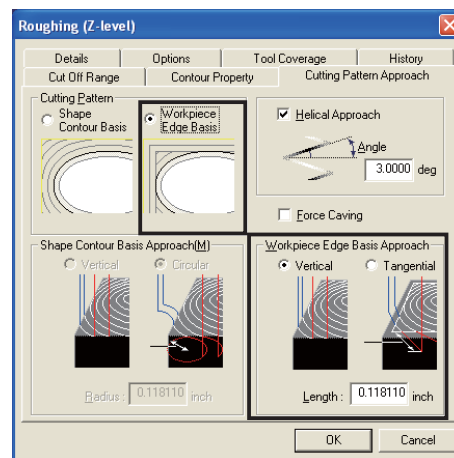 Roughing (Z-level)
Details Options Tool Coverage History
Cut Off Range Contour Property Cutting Pattern Approach
Cutting Pattern
Shape Contour Basis
Workpiece Edge Basis
Helical Approach
Angle
3.0000 deg
Force Caving
Shape Contour Basis Approach(M)
Vertical Circular
Radius : 0.118110 inch
Workpiece Edge Basis Approach
Vertical Tangential
Length : 0.118110 inch
OK Cancel